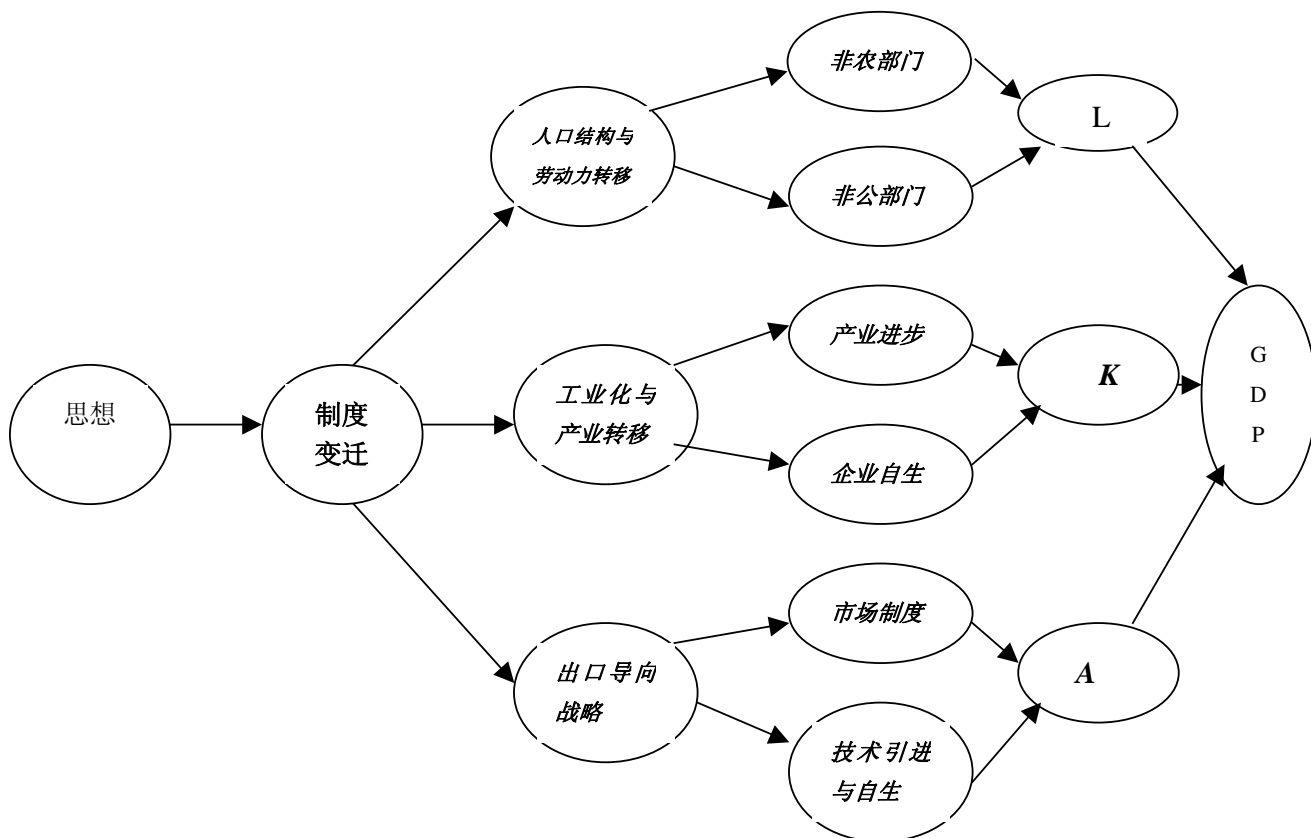 思想
制度
变迁
人口结构与
劳动力转移
非农部门
非公部门
L
工业化与
产业转移
产业进步
企业自生
K
出口导向
战略
市场制度
技术引进
与自生
A
G
D
P